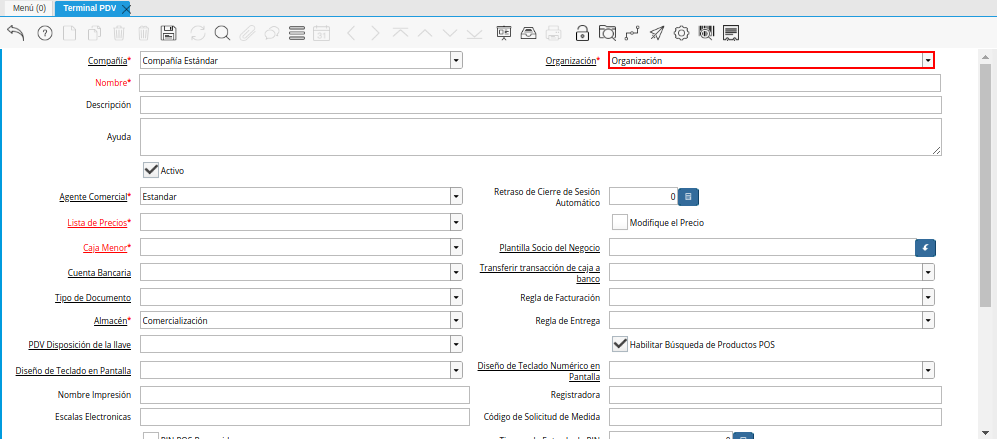 Menú (0) Terminal PDV
31
Compañía* Compañía Estándar Organización* Organización
Nombre*
Descripción
Ayuda
Activo
Agente Comercial* Estandar Retraso de Cierre de Sesión
Automático 0
Lista de Precios* Modifique el Precio
Caja Menor* Plantilla Socio del Negocio
Cuenta Bancaria Transferir transacción de caja a
banco
Tipo de Documento Regla de Facturación
Almacén* Comercialización Regla de Entrega
PDV Disposición de la llave Habilitar Búsqueda de Productos POS
Diseño de Teclado en Pantalla Diseño de Teclado Numérico en
Pantalla
Nombre Impresión Registradora
Escalas Electronicas Código de Solicitud de Medida